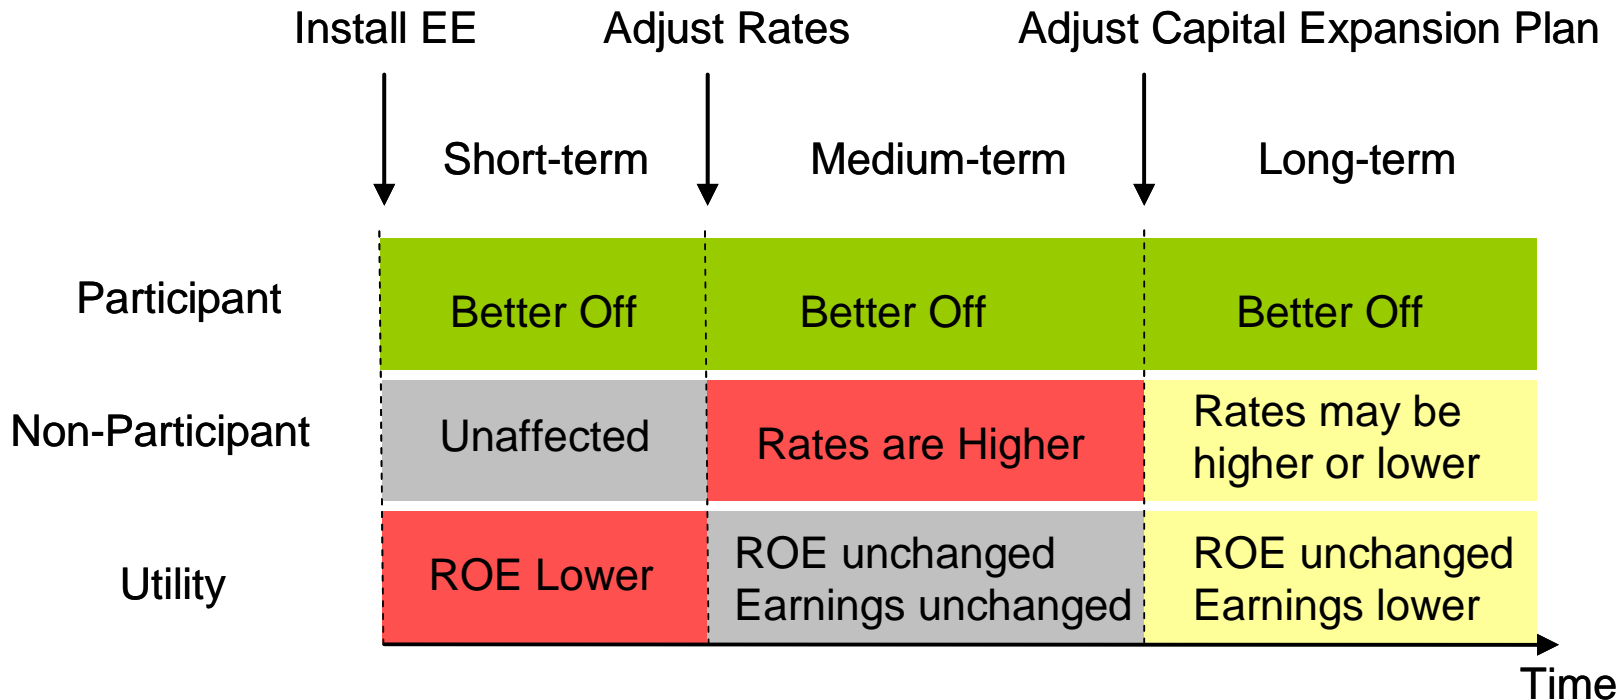 Install EE
Adjust Rates
Adjust Capital Expansion Plan
Short-term
Medium-term
Long-term
Participant
Better Off
Better Off
Better Off
Non-Participant
Unaffected
Rates are Higher
Rates may be
higher or lower
Utility
ROE Lower
ROE unchanged
Earnings unchanged
ROE unchanged
Earnings lower
Time